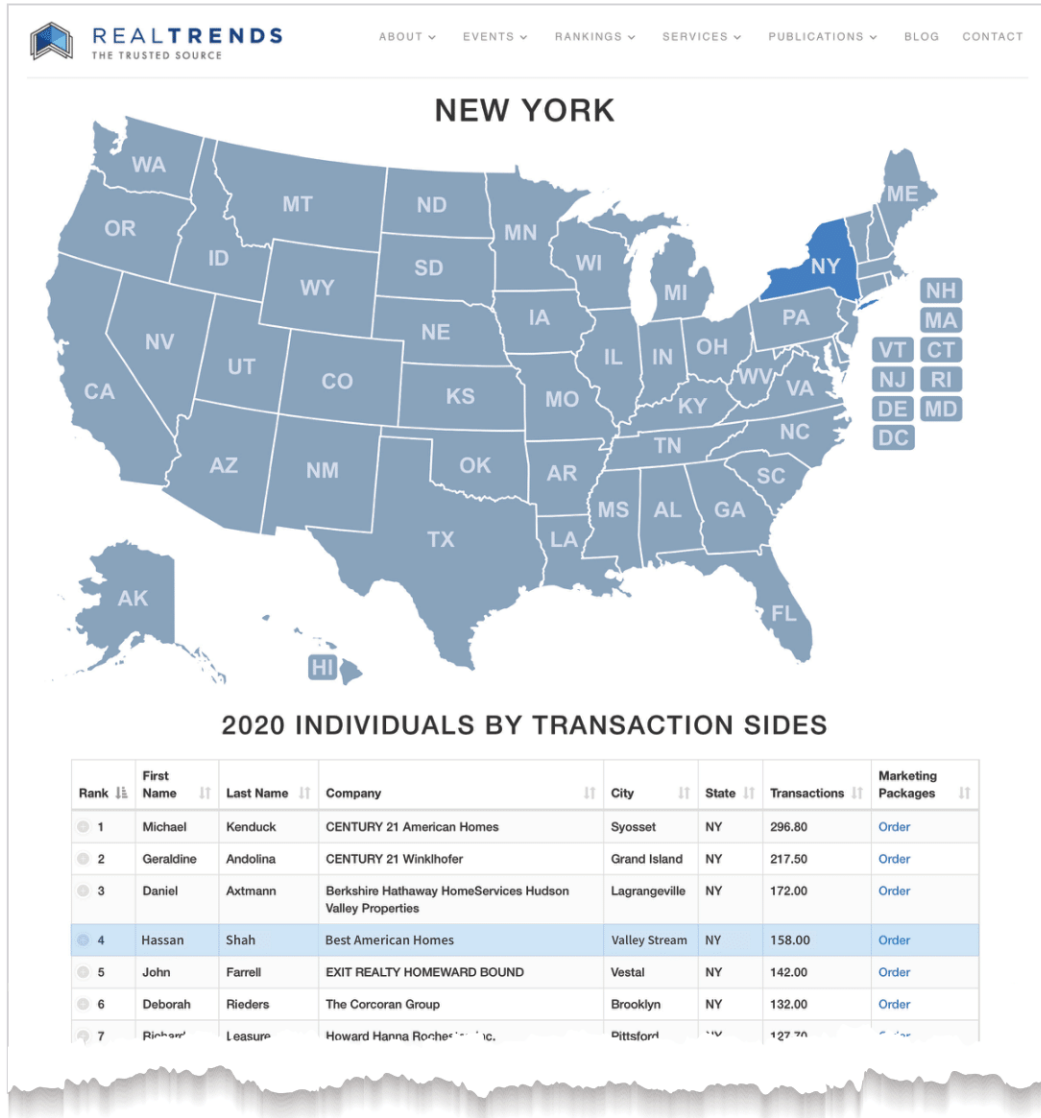 REALTRENDS
THE TRUSTED SOURCE
ABOUT EVENTS RANKINGS SERVICES PUBLICATIONS BLOG CONTACT
NEW YORK
WA
MT
ND
MN
ME
OR
ID
SD
WI
NY
WY
MI
NH
NV
NE
IA
PA
MA
UT
CO
IL
IN
OH
VT
CT
CA
KS
MO
WV
VA
NJ
RI
KY
DE
MD
AZ
NM
OK
AR
TN
NC
DC
SC
TX
LA
MS
AL
GA
AK
FL
HI
2020 INDIVIDUALS BY TRANSACTION SIDES
Rank First Name Last Name Company City State Transactions Marketing Packages
1 Michael Kenduck CENTURY 21 American Homes Syosset NY 296.80 Order
2 Geraldine Andolina CENTURY 21 Winklhofer Grand Island NY 217.50 Order
3 Daniel Axtmann Berkshire Hathaway HomeServices Hudson Valley Properties Lagrangeville NY 172.00 Order
4 Hassan Shah Best American Homes Valley Stream NY 158.00 Order
5 John Farrell EXIT REALTY HOMEWARD BOUND Vestal NY 142.00 Order
6 Deborah Rieders The Corcoran Group Brooklyn NY 132.00 Order
7 Richard Leasure Howard Hanna Pittsford NY 127.70